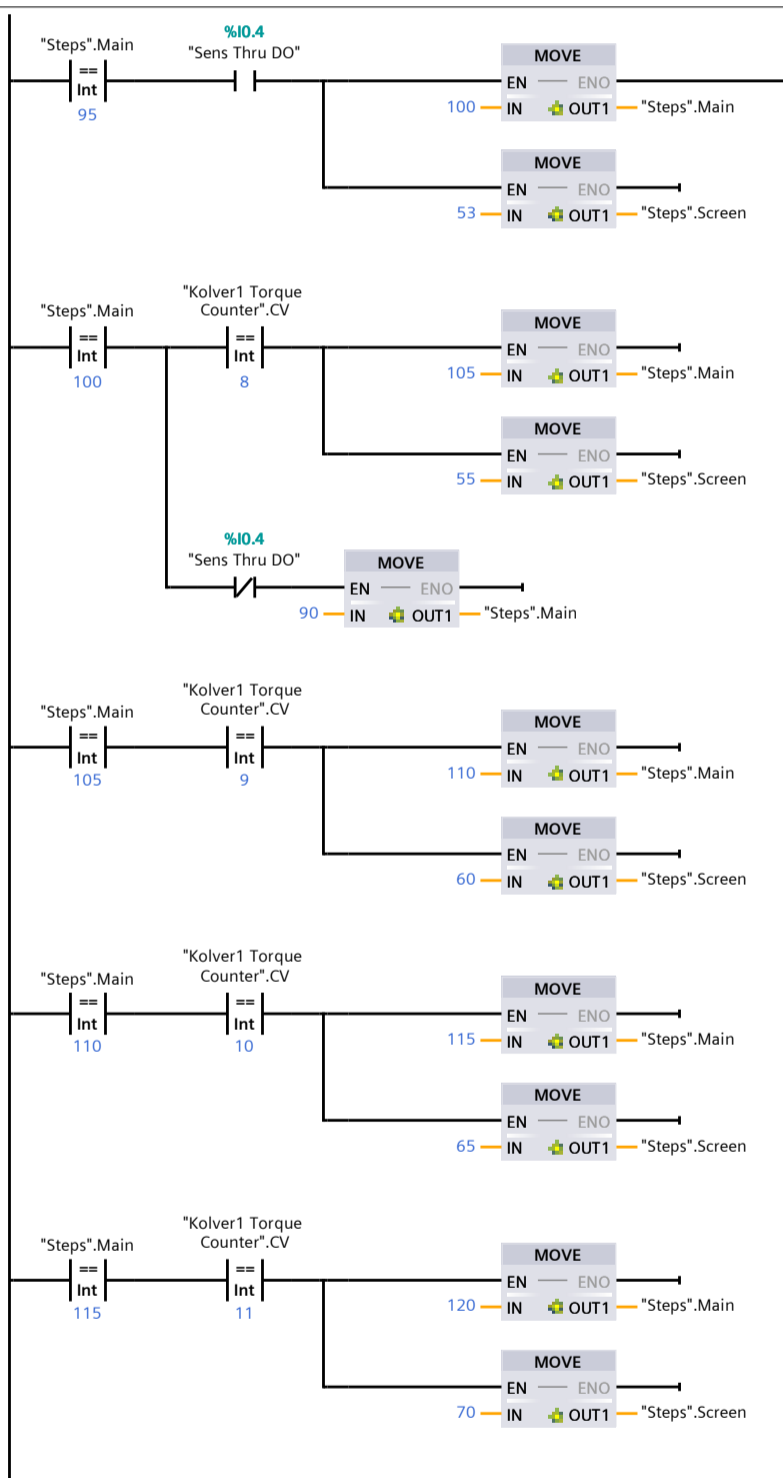 %I0.4
"Steps".Main "Sens Thru DO" MOVE
== Int EN ENO
95 100 IN OUT1 "Steps".Main
MOVE
EN ENO
53 IN OUT1 "Steps".Screen
"Kolver1 Torque
"Steps".Main Counter".CV MOVE
== Int == Int EN ENO
100 8 105 IN OUT1 "Steps".Main
MOVE
EN ENO
55 IN OUT1 "Steps".Screen
%I0.4
"Sens Thru DO" MOVE
EN ENO
90 IN OUT1 "Steps".Main
"Kolver1 Torque
"Steps".Main Counter".CV MOVE
== Int == Int EN ENO
105 9 110 IN OUT1 "Steps".Main
MOVE
EN ENO
60 IN OUT1 "Steps".Screen
"Kolver1 Torque
"Steps".Main Counter".CV MOVE
== Int == Int EN ENO
110 10 115 IN OUT1 "Steps".Main
MOVE
EN ENO
65 IN OUT1 "Steps".Screen
"Kolver1 Torque
"Steps".Main Counter".CV MOVE
== Int == Int EN ENO
115 11 120 IN OUT1 "Steps".Main
MOVE
EN ENO
70 IN OUT1 "Steps".Screen